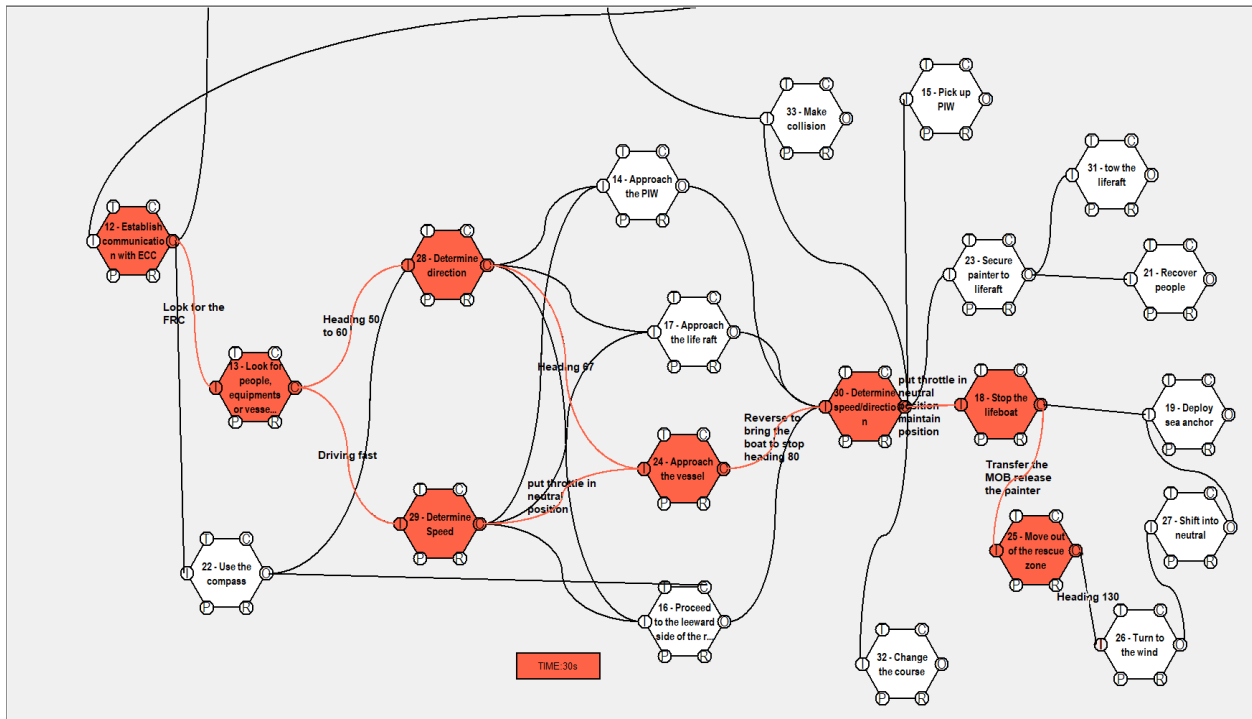 T C
15 - Pick up
PIW
I O
P R
T C
33 - Make
collision
I O
P R
T C
31 - tow the
liferaft
I O
P R
T C
14 - Approach
the PIW
I O
P R
T C
12 - Establish
communicatio
n with ECC
I O
P R
T C
28 - Determine
direction
I O
P R
T C
23 - Secure
painter to
liferaft
I O
P R
T C
21 - Recover
people
I O
P R
Look for the
FRC
Heading 50
to 60
T C
17 - Approach
the life raft
I O
P R
Heading 67
T C
13 - Look for
people,
equipments
or vesse...
I O
P R
T C
30 - Determine
speed/directio
n
I O
P R
put throttle in
neutral
position
maintain
position
T C
18 - Stop the
lifeboat
I O
P R
T C
19 - Deploy
sea anchor
I O
P R
Reverse to
bring the
boat to stop
heading 80
Driving fast
T C
24 - Approach
the vessel
I O
P R
put throttle in
neutral
position
Transfer the
MOB release
the painter
T C
29 - Determine
Speed
I O
P R
T C
27 - Shift into
neutral
I O
P R
T C
25 - Move out
of the rescue
zone
I O
P R
T C
22 - Use the
compass
I O
P R
Heading 130
T C
16 - Proceed
to the leeward
side of the r...
I O
P R
T C
26 - Turn to
the wind
I O
P R
T C
32 - Change
the course
I O
P R
TIME:30s